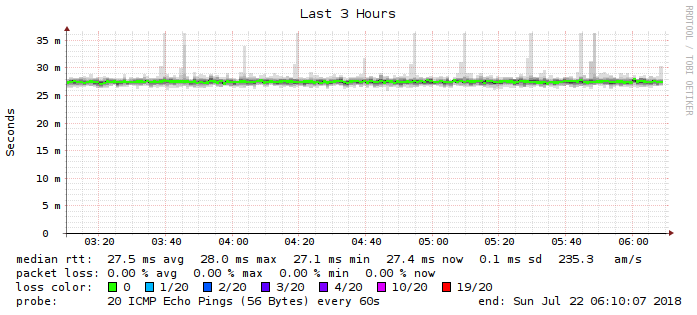 Last 3 Hours
RRDTOOL / TOBI OETIKER
Seconds
35 m
30 m
25 m
20 m
15 m
10 m
5 m
0
03:20 03:40 04:00 04:20 04:40 05:00 05:20 05:40 06:00
median rtt: 27.5 ms avg 28.0 ms max 27.1 ms min 27.4 ms now 0.1 ms sd 235.3 am/s
packet loss: 0.00 % avg 0.00 % max 0.00 % min 0.00 % now
loss color: 0 1/20 2/20 3/20 4/20 10/20 19/20
probe: 20 ICMP Echo Pings (56 Bytes) every 60s end: Sun Jul 22 06:10:07 2018